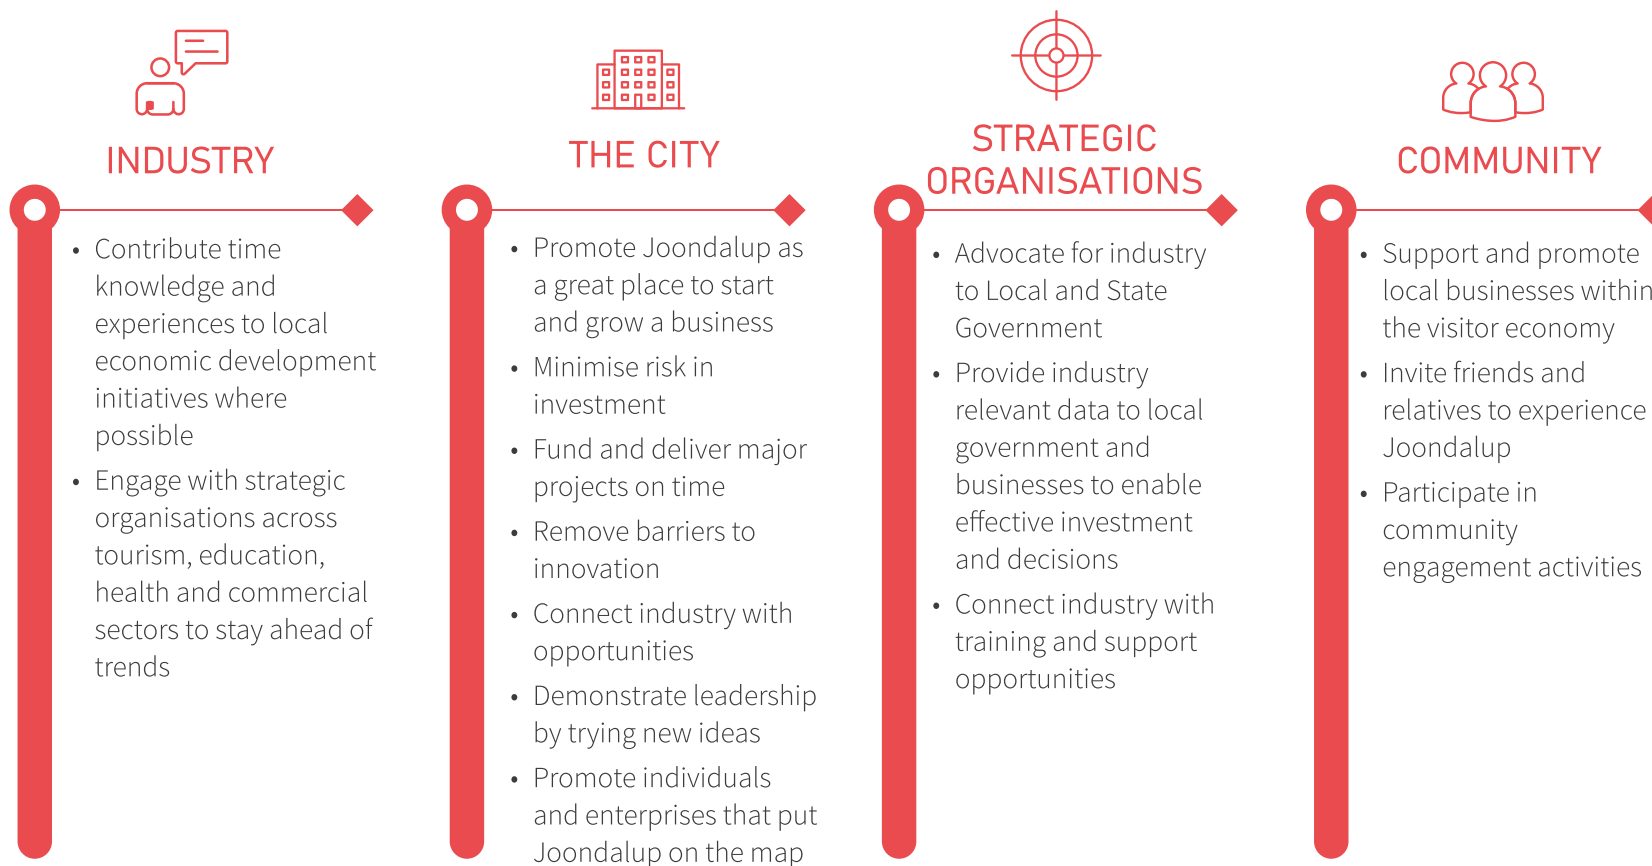 INDUSTRY
• Contribute time
knowledge and
experiences to local
economic development
initiatives where
possible
• Engage with strategic
organisations across
tourism, education,
health and commercial
sectors to stay ahead of
trends
THE CITY
• Promote Joondalup as
a great place to start
and grow a business
• Minimise risk in
investment
• Fund and deliver major
projects on time
• Remove barriers to
innovation
• Connect industry with
opportunities
• Demonstrate leadership
by trying new ideas
• Promote individuals
and enterprises that put
Joondalup on the map
STRATEGIC
ORGANISATIONS
• Advocate for industry
to Local and State
Government
• Provide industry
relevant data to local
government and
businesses to enable
effective investment
and decisions
• Connect industry with
training and support
opportunities
COMMUNITY
• Support and promote
local businesses within
the visitor economy
• Invite friends and
relatives to experience
Joondalup
• Participate in
community
engagement activities